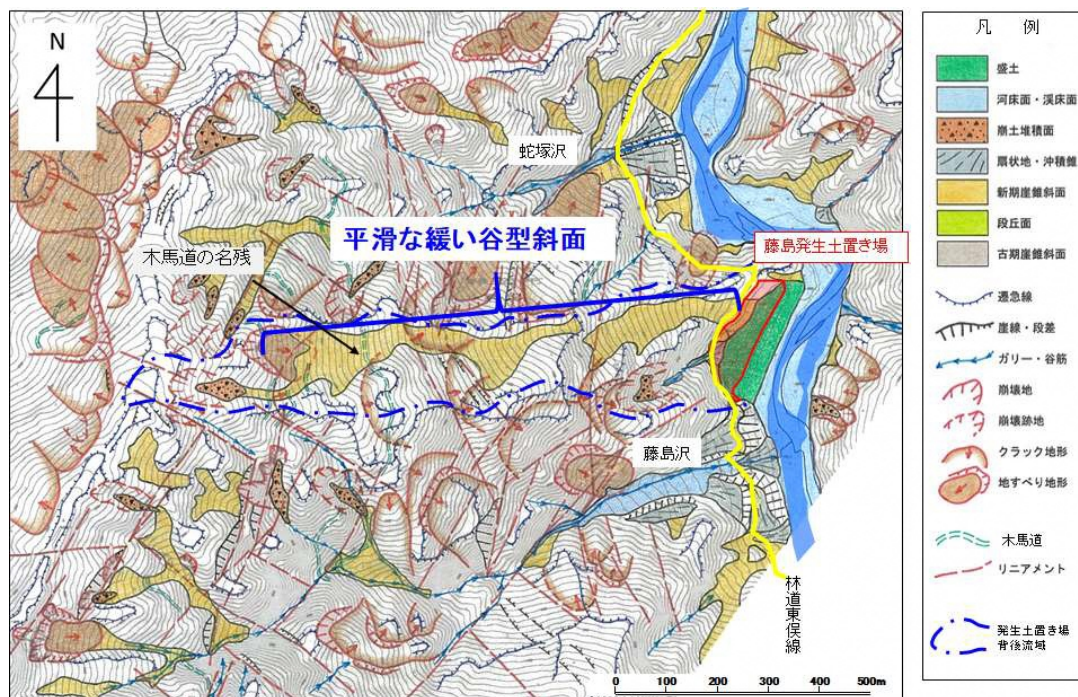 N
蛇塚沢
平滑な緩い谷型斜面
木馬道の名残
藤島発生土置き場
藤島沢
林道東俣線
0 100 200 300 400 500m
凡 例
盛土
河床面・渓床面
崩土堆積面
扇状地・沖積錐
新期崖錐斜面
段丘面
古期崖錐斜面
遷急線
崖線・段差
ガリー・谷筋
崩壊地
崩壊跡地
クラック地形
地すべり地形
木馬道
リニアメント
発生土置き場
背後流域